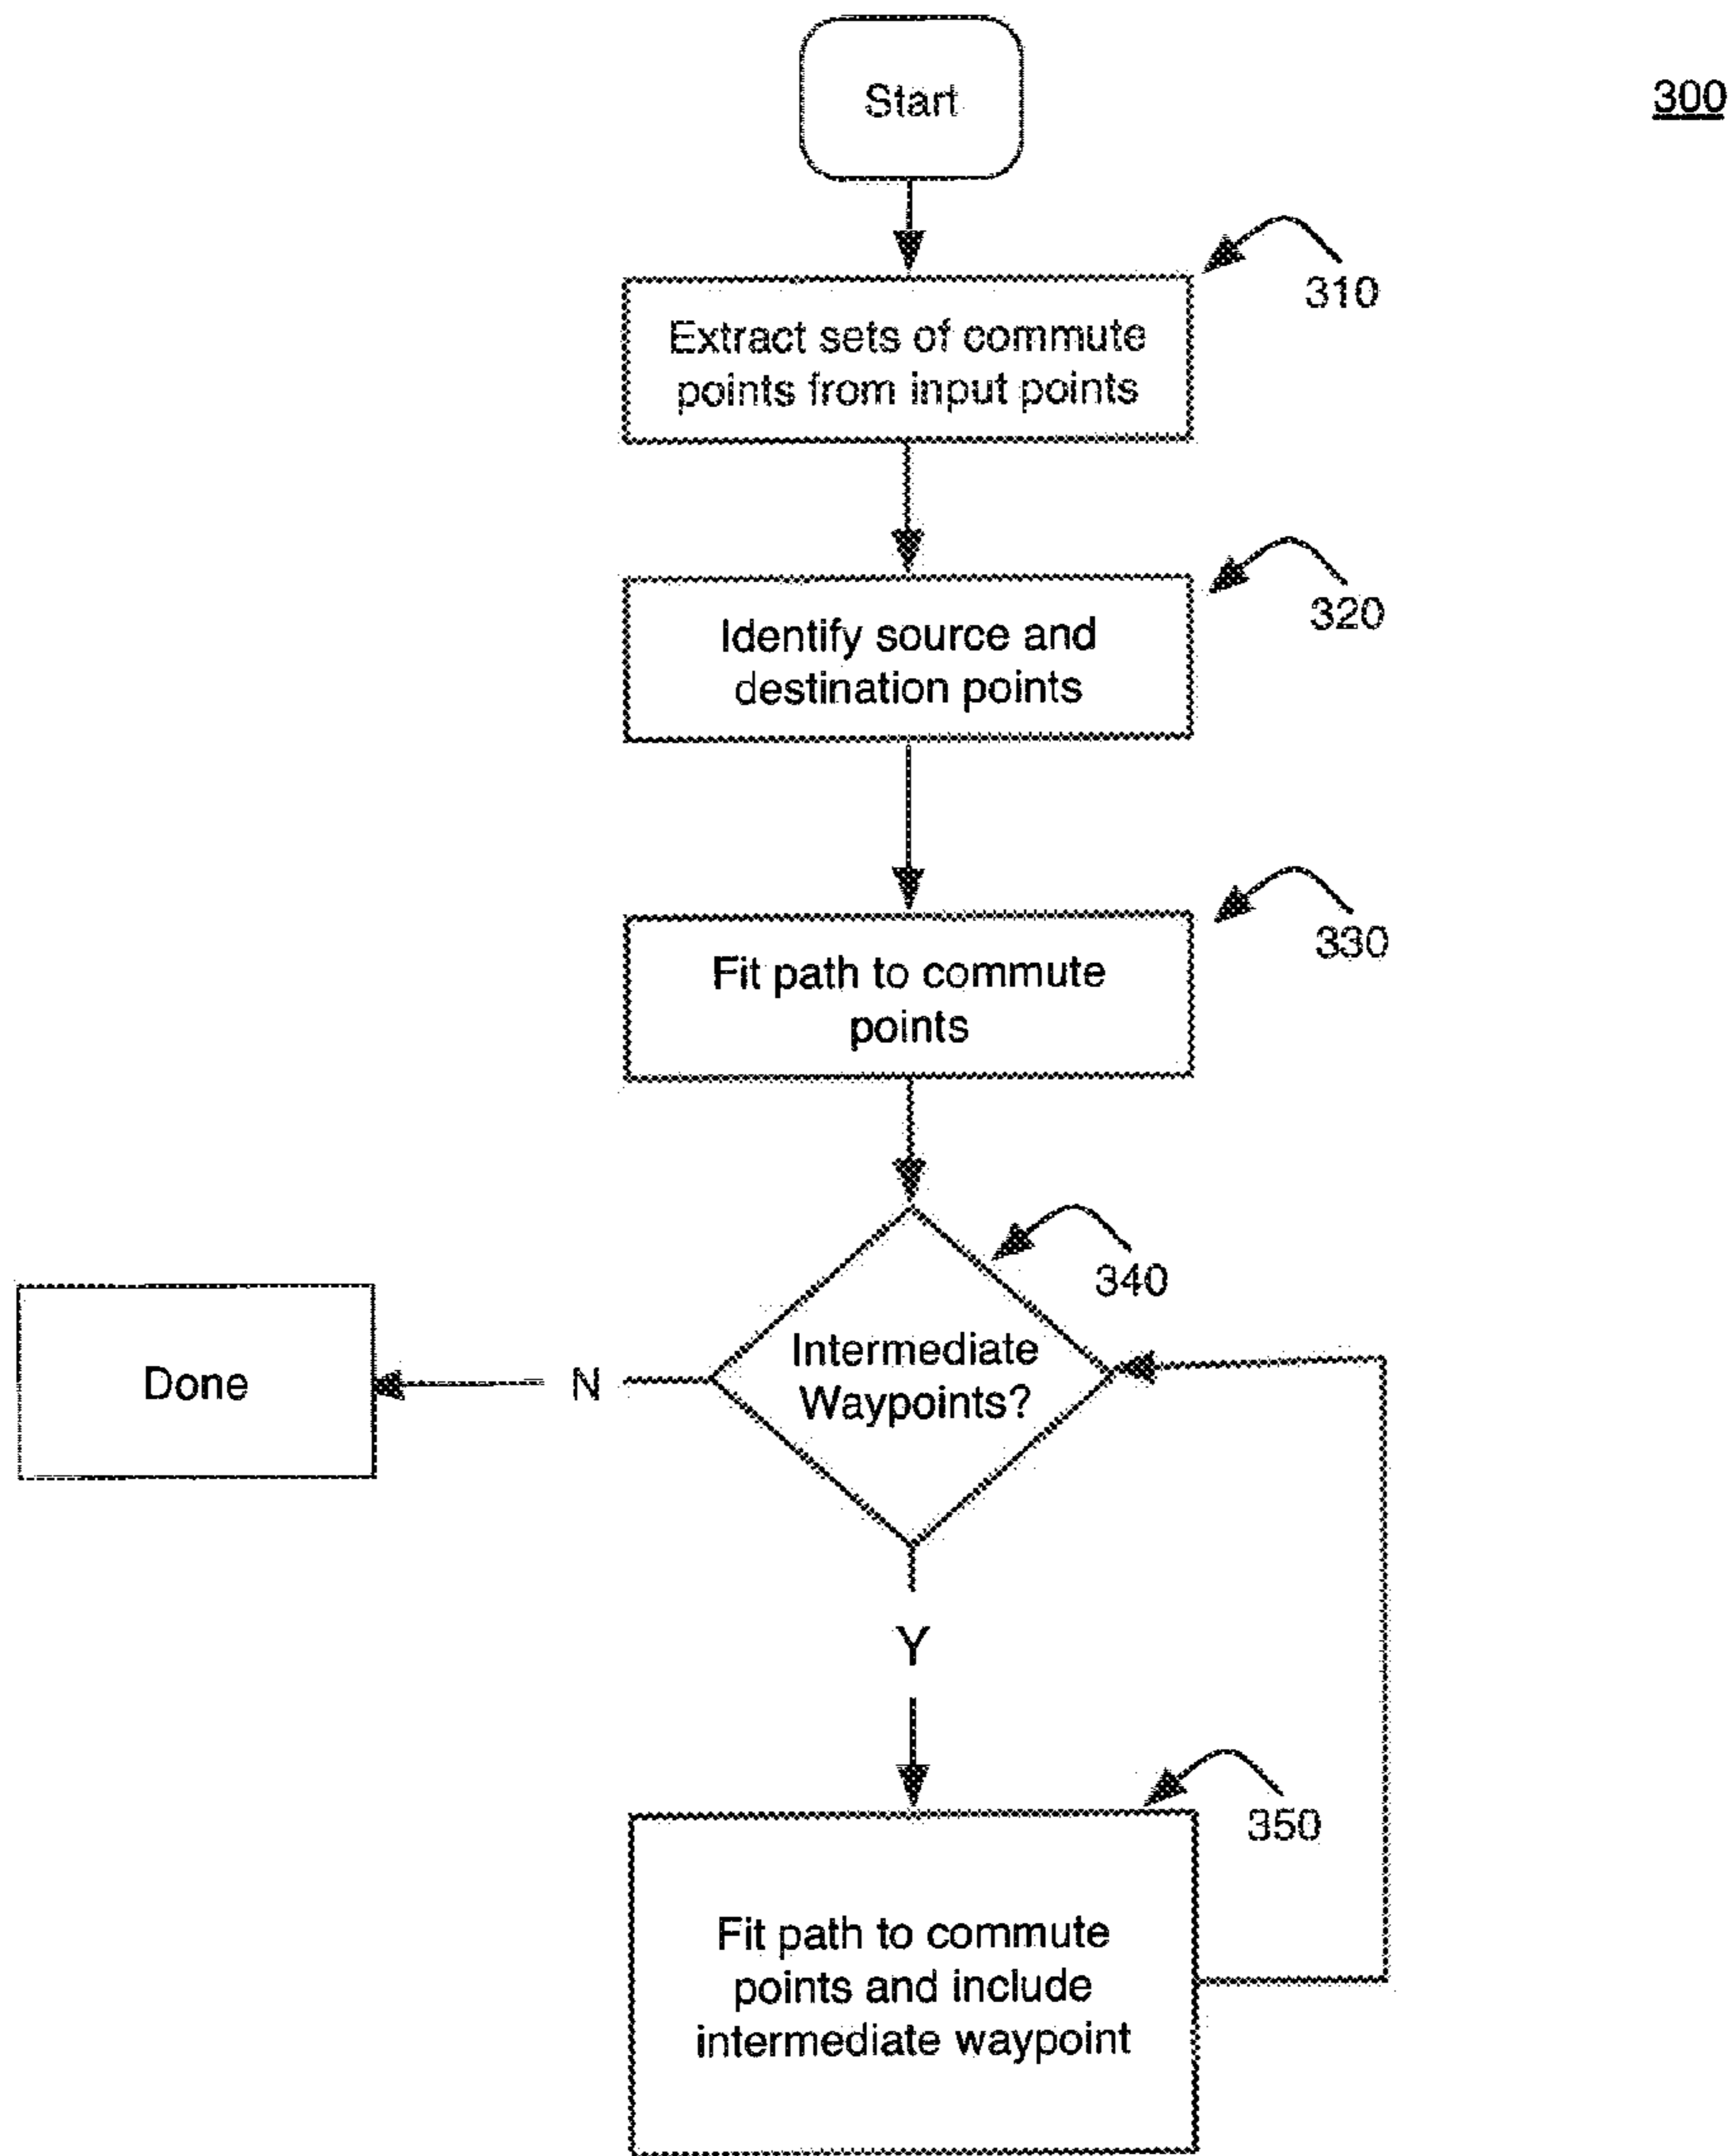 Start
300
310
Extract sets of commute
points from input points
320
Identify source and
destination points
330
Fit path to commute
points
340
Intermediate
Waypoints?
N
Done
Y
350
Fit path to commute
points and include
intermediate waypoint